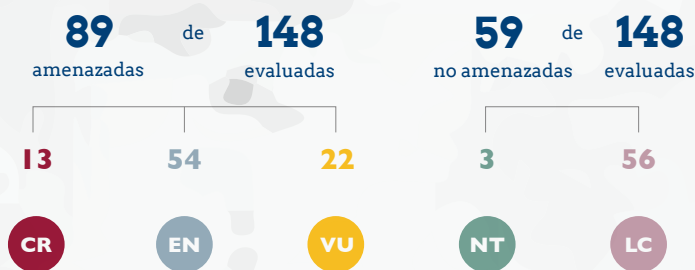 89 de 148
amenazadas evaluadas
59 de 148
no amenazadas evaluadas
13 54 22 3 56
CR EN VU NT LC